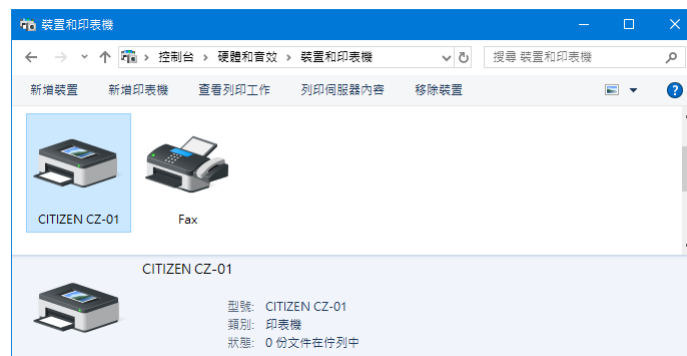 裝置和印表機
控制台 › 硬體和音效 › 裝置和印表機 搜尋 裝置和印表機
新增裝置 新增印表機 查看列印工作 列印伺服器內容 移除裝置
CITIZEN CZ-01 Fax
CITIZEN CZ-01
型號: CITIZEN CZ-01
類別: 印表機
狀態: 0 份文件在佇列中